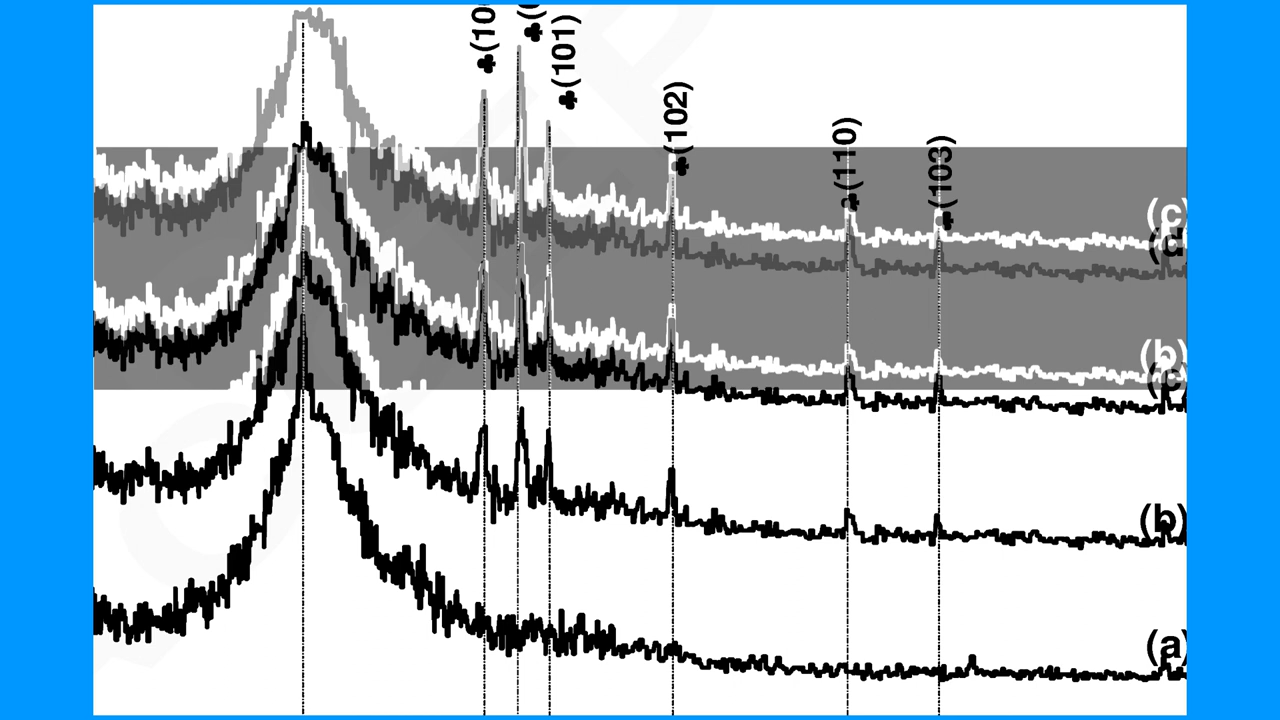 ♣(101)
♣(102)
♣(110)
♣(103)
(c)
(b)
(b)
(a)